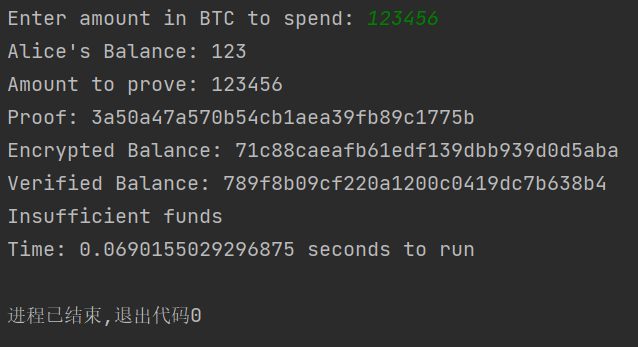 Enter amount in BTC to spend: 123456
Alice's Balance: 123
Amount to prove: 123456
Proof: 3a50a47a570b54cb1aea39fb89c1775b
Encrypted Balance: 71c88caeafb61edf139dbb939d0d5aba
Verified Balance: 789f8b09cf220a1200c0419dc7b638b4
Insufficient funds
Time: 0.0690155029296875 seconds to run
进程已结束,退出代码0